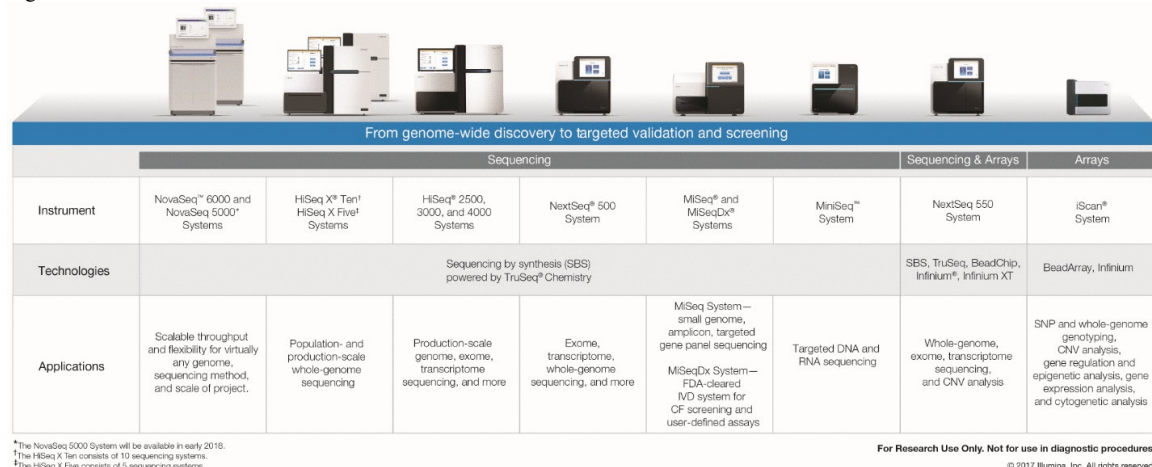 From genome-wide discovery to targeted validation and screening
Sequencing
Sequencing & Arrays
Arrays
Instrument
NovaSeq™ 6000 and
NovaSeq 5000*
Systems
HiSeq X® Ten†
HiSeq X Five‡
Systems
HiSeq® 2500,
3000, and 4000
Systems
NextSeq® 500
System
MiSeq® and
MiSeqDx®
Systems
MiniSeq™
System
NextSeq 550
System
iScan®
System
Technologies
Sequencing by synthesis (SBS)
powered by TruSeq® Chemistry
SBS, TruSeq, BeadChip,
Infinium®, Infinium XT
BeadArray, Infinium
Applications
Scalable throughput
and flexibility for virtually
any genome,
sequencing method,
and scale of project.
Population- and
production-scale
whole-genome
sequencing
Production-scale
genome, exome,
transcriptome
sequencing, and more
Exome,
transcriptome,
whole-genome
sequencing, and more
MiSeq System—
small genome,
amplicon, targeted
gene panel sequencing
MiSeqDx System—
FDA-cleared
IVD system for
CF screening and
user-defined assays
Targeted DNA and
RNA sequencing
Whole-genome,
exome, transcriptome
sequencing,
and CNV analysis
SNP and whole-genome
genotyping,
CNV analysis,
gene regulation and
epigenetic analysis, gene
expression analysis,
and cytogenetic analysis
*The NovaSeq 5000 System will be available in early 2018.
†The HiSeq X Ten consists of 10 sequencing systems.
‡The HiSeq X Five consists of 5 sequencing systems.
For Research Use Only. Not for use in diagnostic procedures
© 2017 Illumina, Inc. All rights reserved